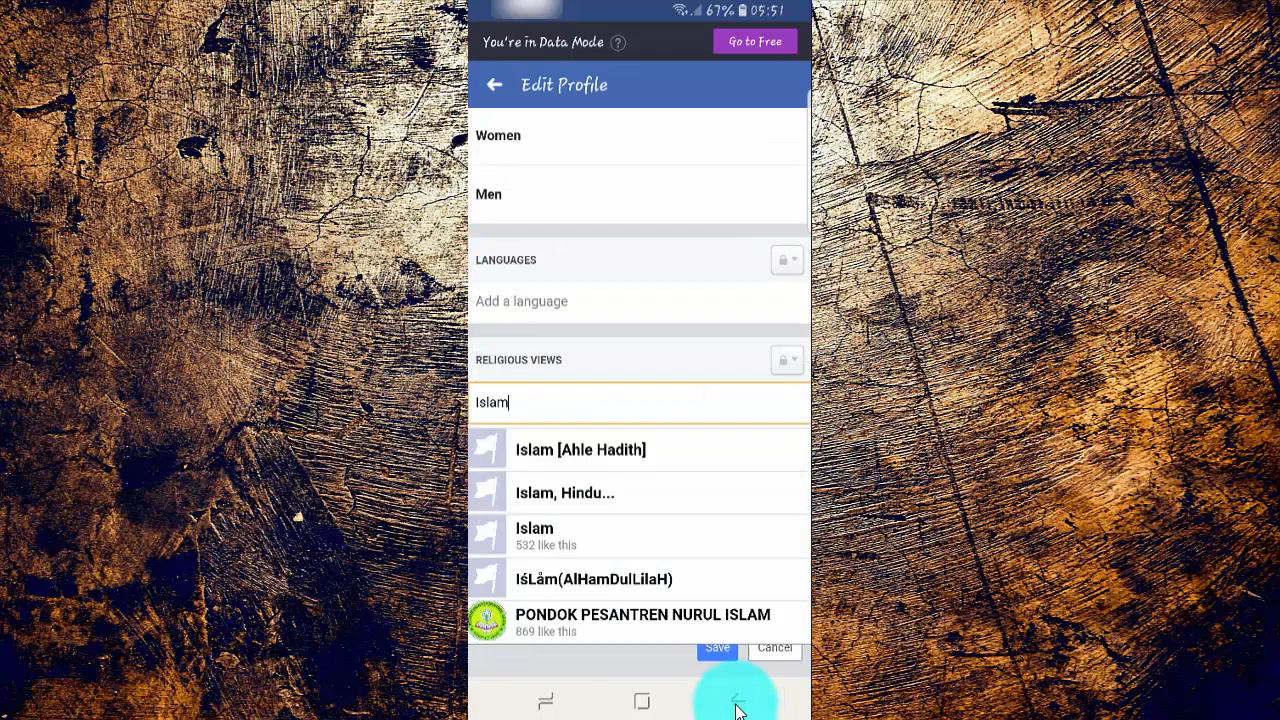 67% 05:51
You're in Data Mode ? Go to Free
Edit Profile
Women
Men
LANGUAGES
Add a language
RELIGIOUS VIEWS
Islam
Islam [Ahle Hadith]
Islam, Hindu...
Islam
532 like this
IśLåm(AlHamDulLilaH)
PONDOK PESANTREN NURUL ISLAM
869 like this
Save Cancel